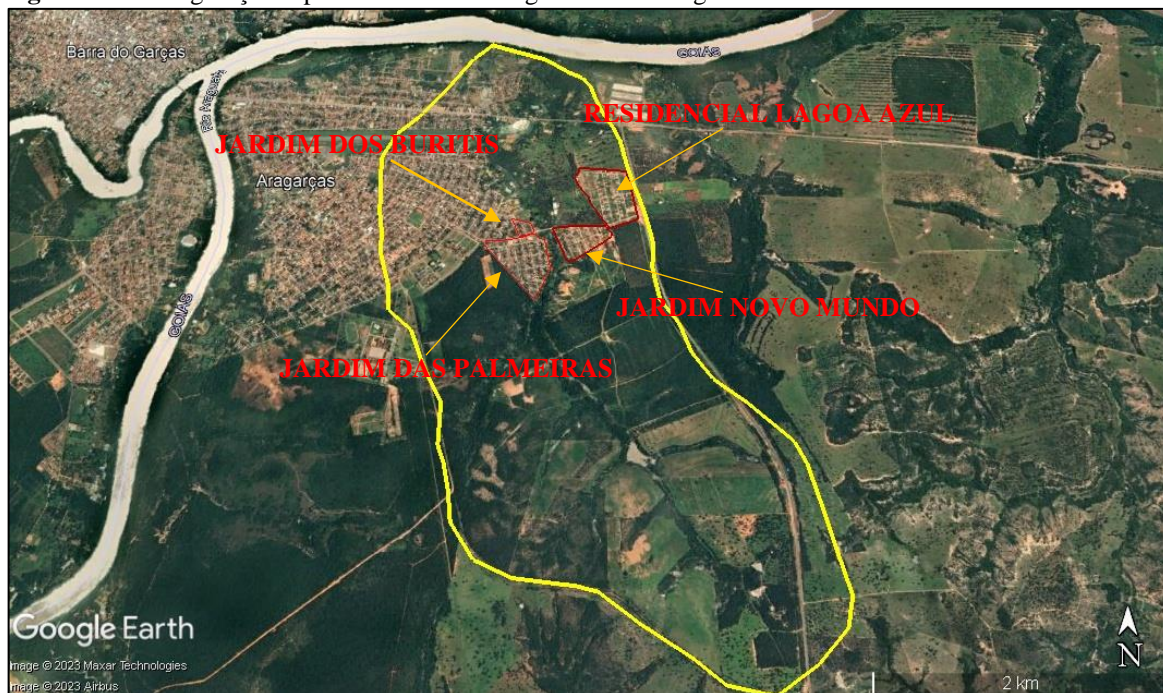 Barra do Garças
GOIÁS
Rio Araguaia
RESIDENCIAL LAGOA AZUL
JARDIM DOS BURITIS
Aragarças
GOIÁS
JARDIM NOVO MUNDO
JARDIM DAS PALMEIRAS
Google Earth
N
Image © 2023 Maxar Technologies
Image © 2023 Airbus
2 km